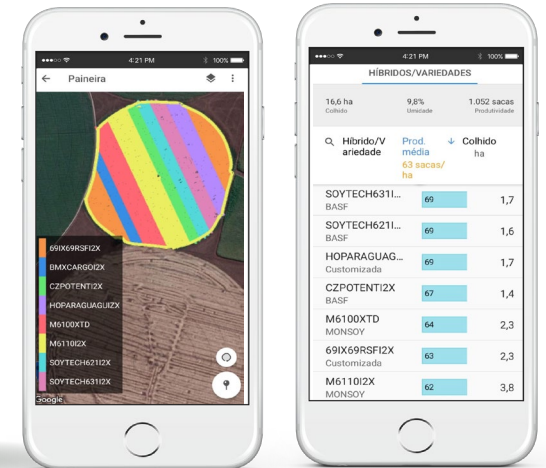 4:21 PM
100%
Paineira
69IX69RSFI2X
BMXCARGOI2X
CZPOTENTI2X
HOPARAGUAGUIZX
M6100XTD
M6110I2X
SOYTECH621I2X
SOYTECH631I2X
Google
4:21 PM
100%
HÍBRIDOS/VARIEDADES
16,6 ha 9,8% 1.052 sacas
Colhido Umidade Produtividade
Híbrido/V Prod. Colhido
ariedade média ha
63 sacas/
ha
SOYTECH631I... 69 1,7
BASF
SOYTECH621I... 69 1,6
BASF
HOPARAGUAG... 69 1,7
Customizada
CZPOTENTI2X 67 1,4
BASF
M6100XTD 64 2,3
MONSOY
69IX69RSFI2X 63 2,3
Customizada
M6110I2X 62 3,8
MONSOY